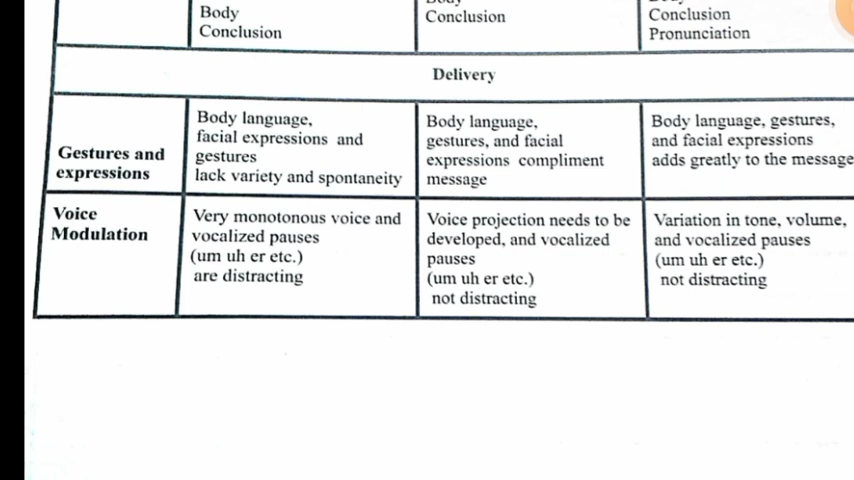 Body
Conclusion
Conclusion
Conclusion
Pronunciation
Delivery
Gestures and
expressions
Body language,
facial expressions and
gestures
lack variety and spontaneity
Body language,
gestures, and facial
expressions compliment
message
Body language, gestures,
and facial expressions
adds greatly to the message
Voice
Modulation
Very monotonous voice and
vocalized pauses
(um uh er etc.)
are distracting
Voice projection needs to be
developed, and vocalized
pauses
(um uh er etc.)
not distracting
Variation in tone, volume,
and vocalized pauses
(um uh er etc.)
not distracting